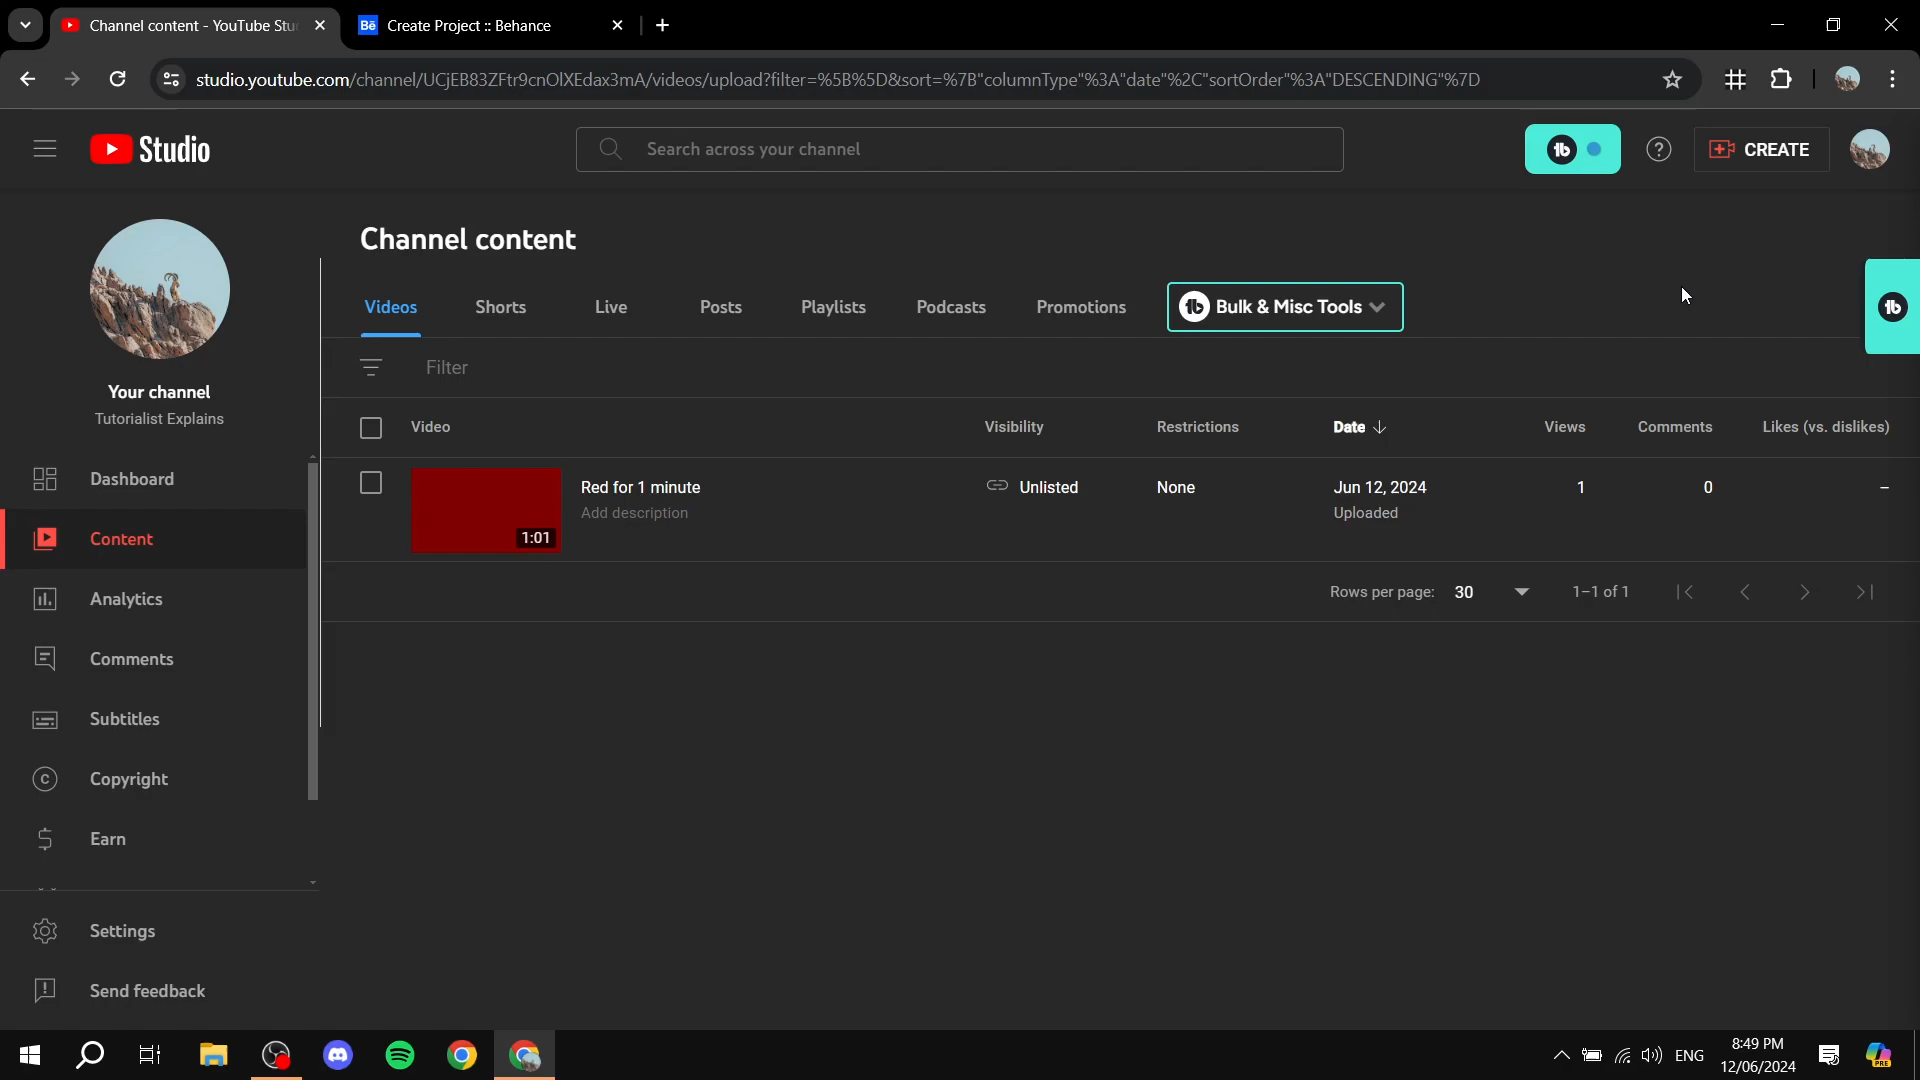 Channel content - YouTube Stu
Create Project :: Behance
studio.youtube.com/channel/UCjEB83ZFtr9cnOlXEdax3mA/videos/upload?filter=%5B%5D&sort=%7B"columnType"%3A"date"%2C"sortOrder"%3A"DESCENDING"%7D
Studio
Search across your channel
CREATE
Channel content
Videos Shorts Live Posts Playlists Podcasts Promotions Bulk & Misc Tools
Filter
Your channel
Tutorialist Explains
Video Visibility Restrictions Date Views Comments Likes (vs. dislikes)
Red for 1 minute Unlisted None Jun 12, 2024 1 0 –
Add description Uploaded
1:01
Rows per page: 30 1–1 of 1
Dashboard
Content
Analytics
Comments
Subtitles
Copyright
Earn
Settings
Send feedback
ENG
8:49 PM
12/06/2024
PRE